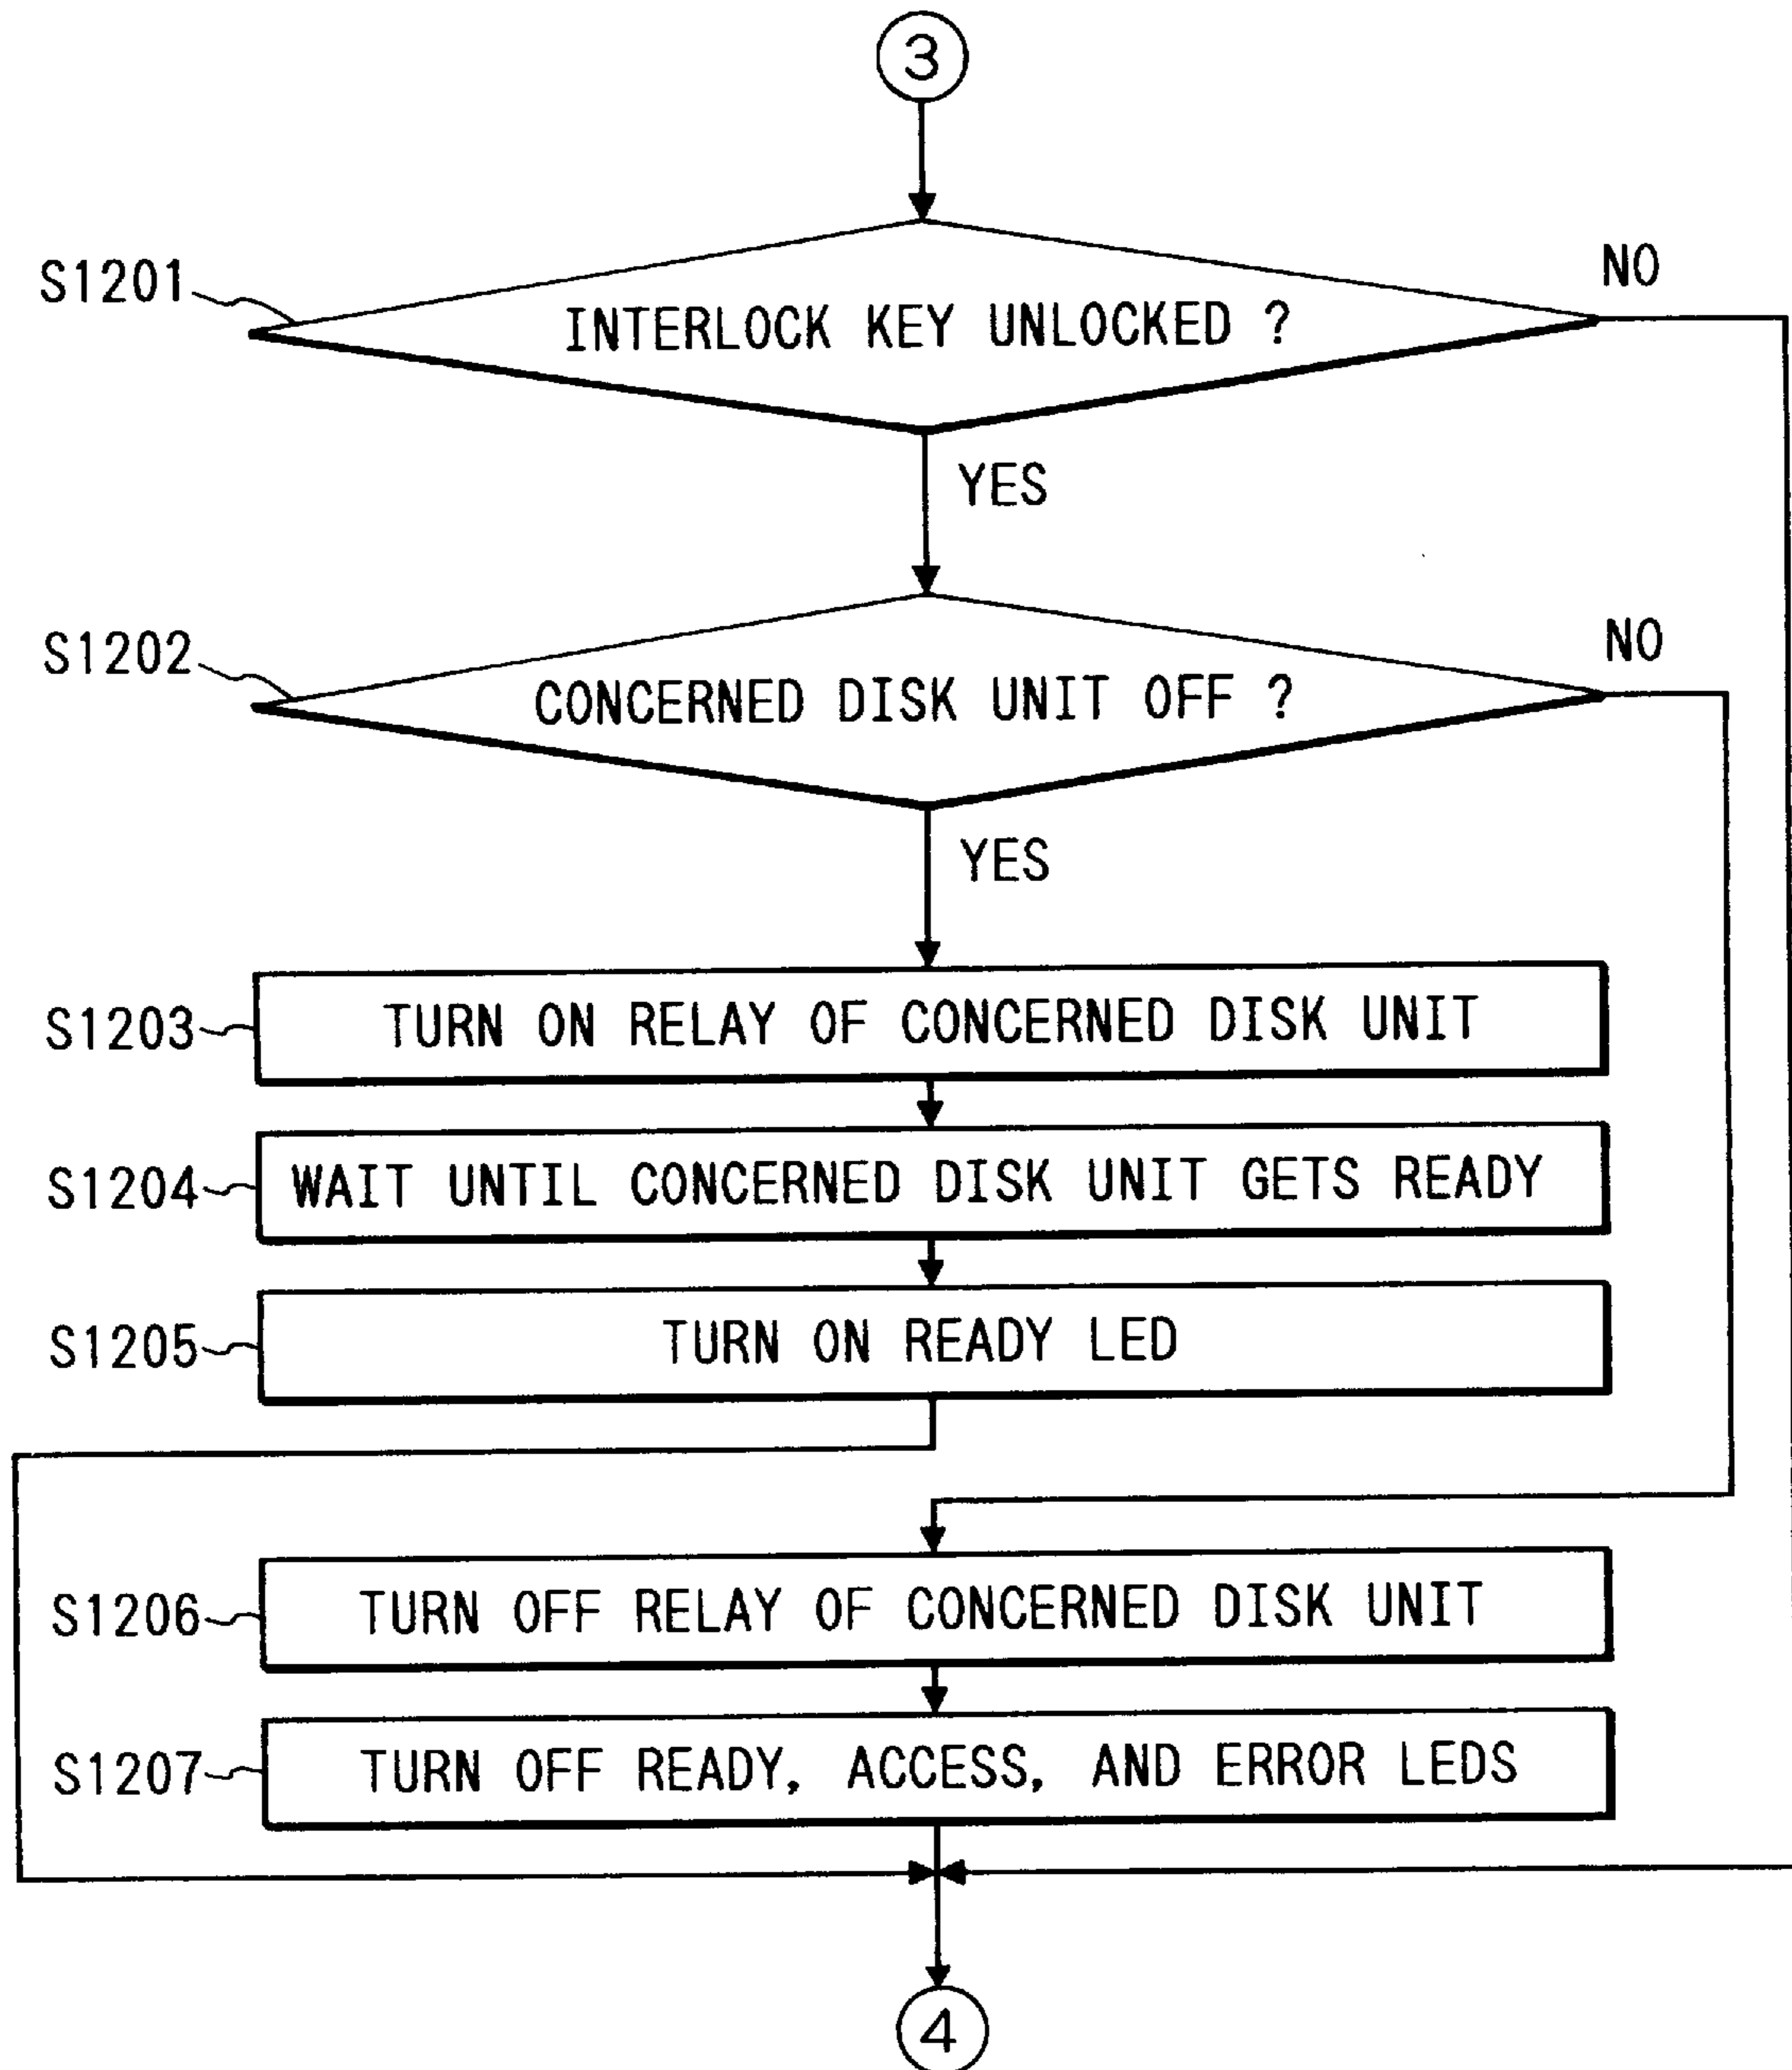 3
S1201
INTERLOCK KEY UNLOCKED ?
NO
YES
S1202
CONCERNED DISK UNIT OFF ?
NO
YES
S1203
TURN ON RELAY OF CONCERNED DISK UNIT
S1204
WAIT UNTIL CONCERNED DISK UNIT GETS READY
S1205
TURN ON READY LED
S1206
TURN OFF RELAY OF CONCERNED DISK UNIT
S1207
TURN OFF READY, ACCESS, AND ERROR LEDS
4